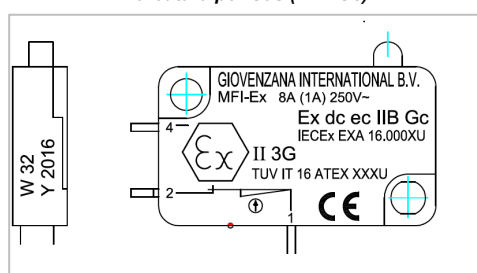 W 32
Y 2016
GIOVENZANA INTERNATIONAL B.V.
MFI-Ex 8A (1A) 250V~
Ex dc ec IIB Gc
IECEx EXA 16.000XU
4
Ex
II 3G
TUV IT 16 ATEX XXXU
2
1
CE